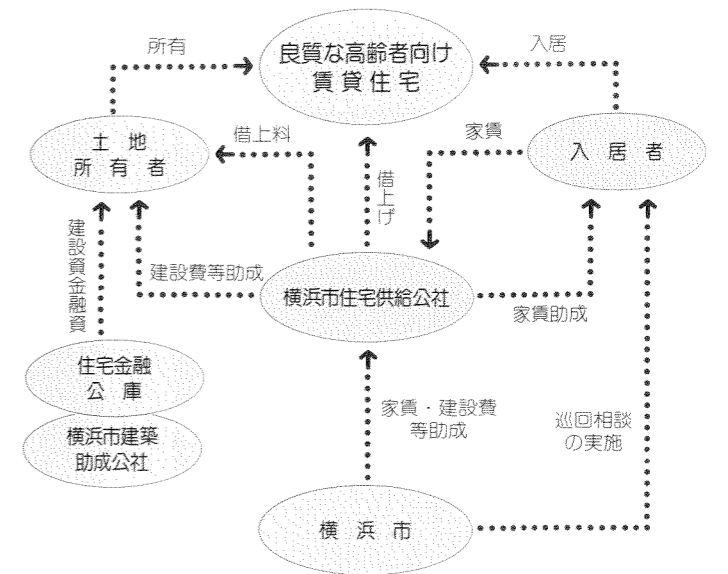 所有
良質な高齢者向け
賃貸住宅
入居
土 地
所 有 者
借上料
家賃
入 居 者
借上げ
建設資金融資
建設費等助成
横浜市住宅供給公社
家賃助成
住宅金融
公 庫
横浜市建築
助成公社
家賃・建設費
等助成
巡回相談
の実施
横 浜 市